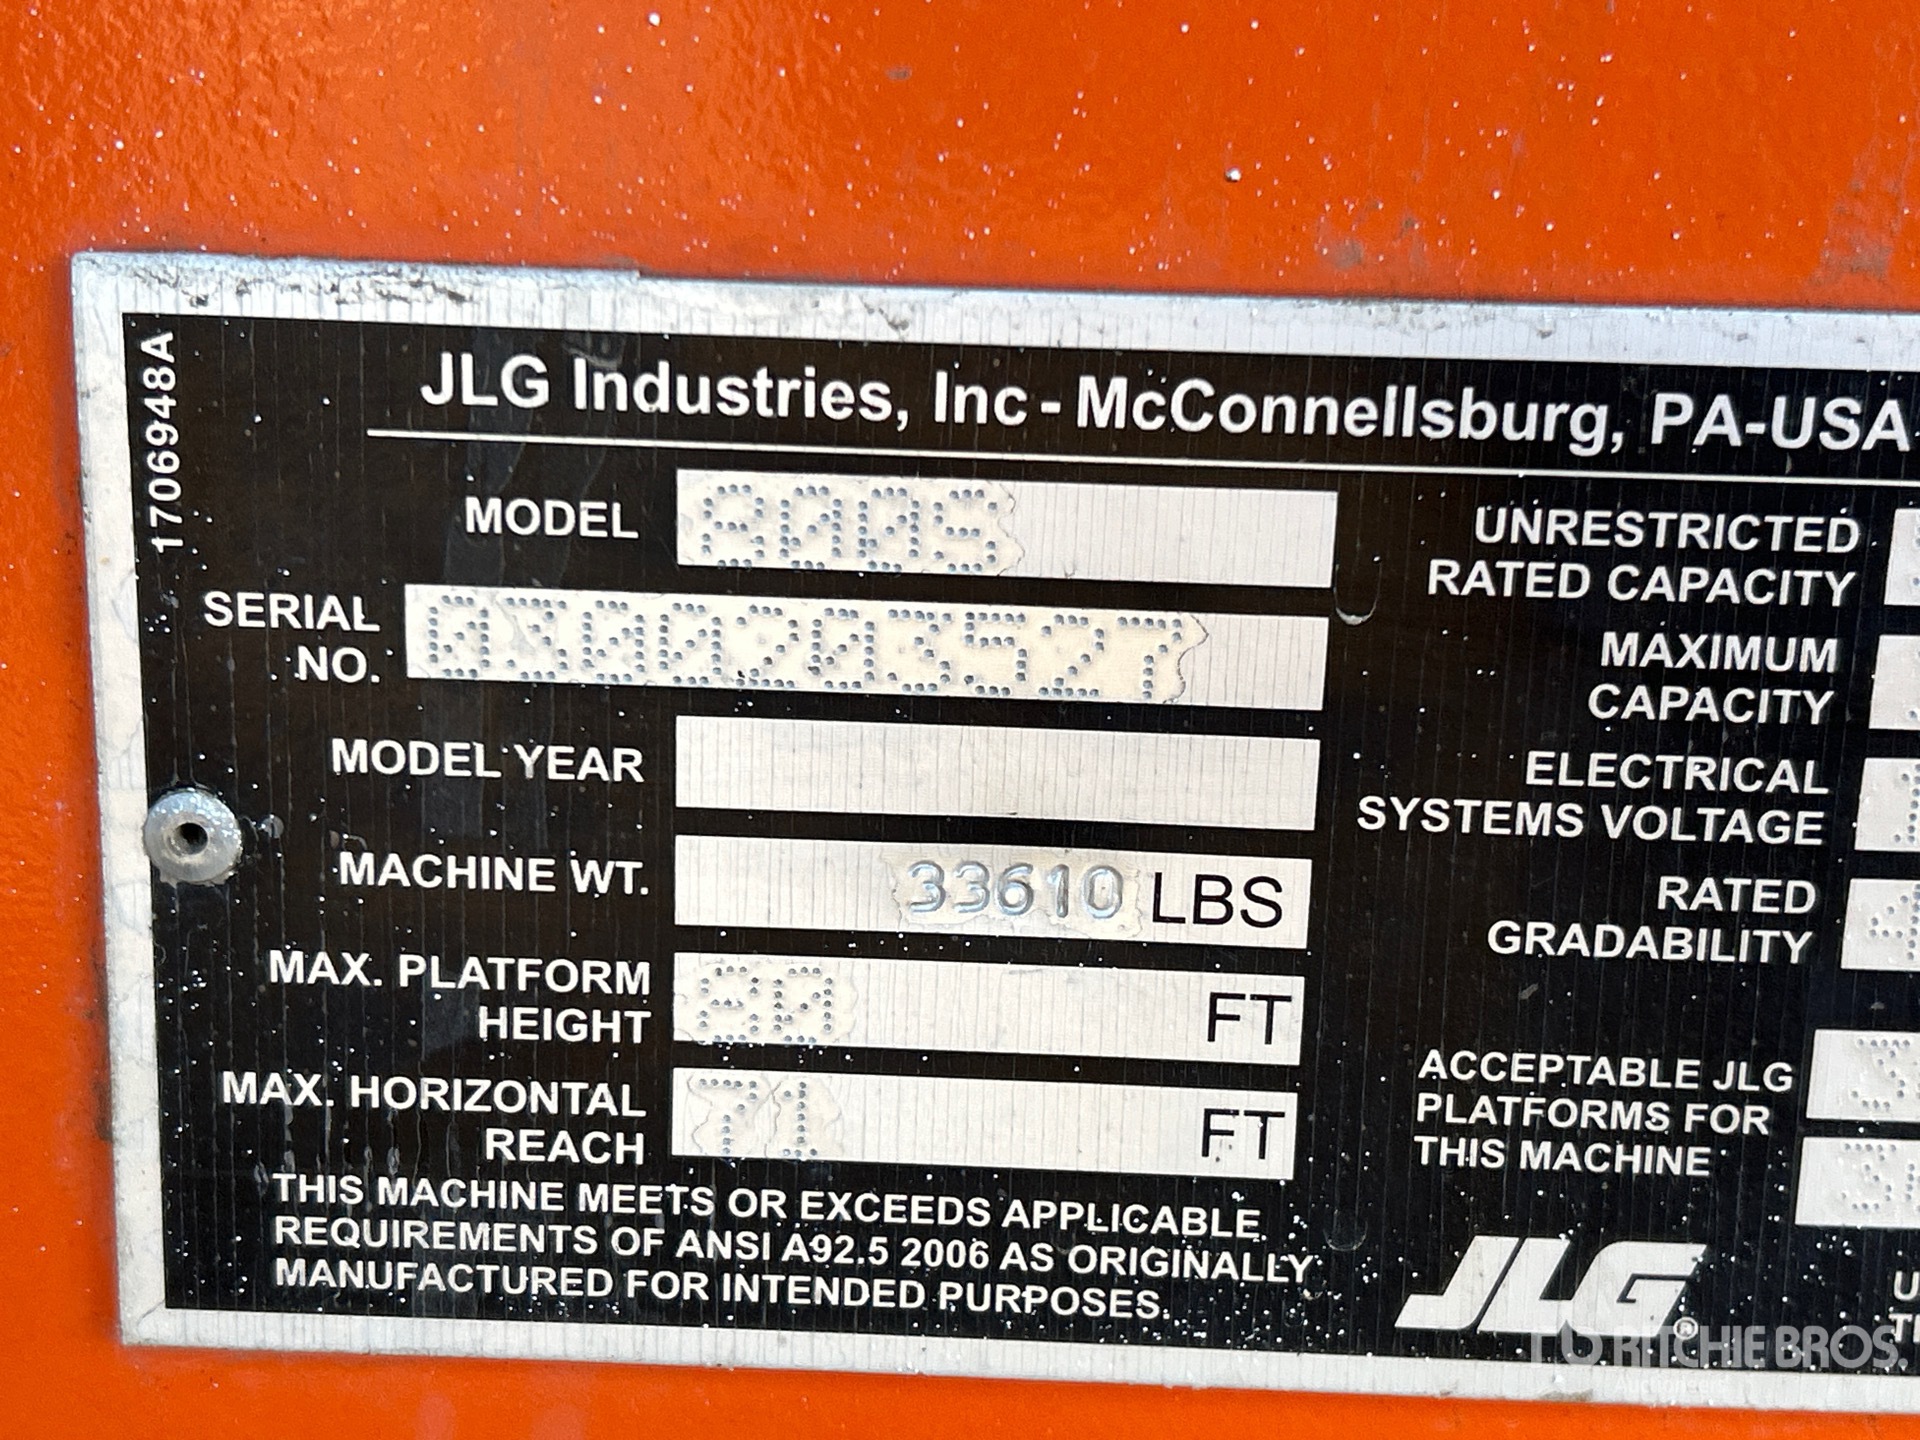 1706948A
JLG Industries, Inc - McConnellsburg, PA-USA
MODEL 800S
SERIAL NO. 0300203527
MODEL YEAR
MACHINE WT. 33610 LBS
MAX. PLATFORM HEIGHT 80 FT
MAX. HORIZONTAL REACH 71 FT
THIS MACHINE MEETS OR EXCEEDS APPLICABLE
REQUIREMENTS OF ANSI A92.5 2006 AS ORIGINALLY
MANUFACTURED FOR INTENDED PURPOSES.
UNRESTRICTED
RATED CAPACITY
MAXIMUM
CAPACITY
ELECTRICAL
SYSTEMS VOLTAGE
RATED
GRADABILITY
ACCEPTABLE JLG
PLATFORMS FOR
THIS MACHINE
JLG®
RITCHIE BROS.
Auctioneers